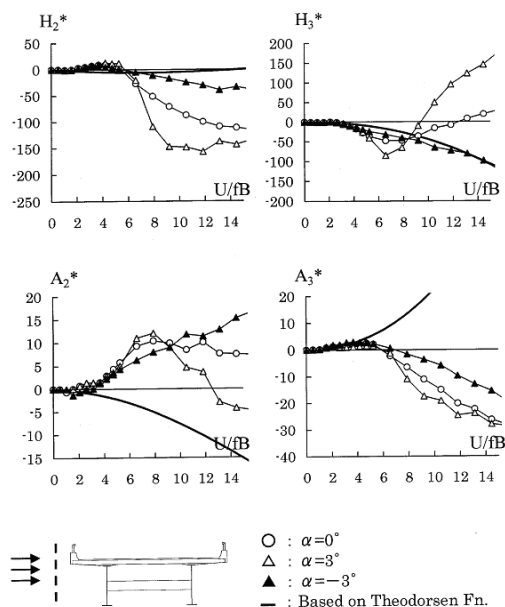 H₂*
50
0
-50
-100
-150
-200
-250
U/fB
0 2 4 6 8 10 12 14
H₃*
200
150
100
50
0
-50
-100
-150
-200
U/fB
0 2 4 6 8 10 12 14
A₂*
20
15
10
5
0
-5
-10
-15
U/fB
0 2 4 6 8 10 12 14
A₃*
20
10
0
-10
-20
-30
-40
U/fB
0 2 4 6 8 10 12 14
: α=0°
: α=3°
: α=−3°
: Based on Theodorsen Fn.